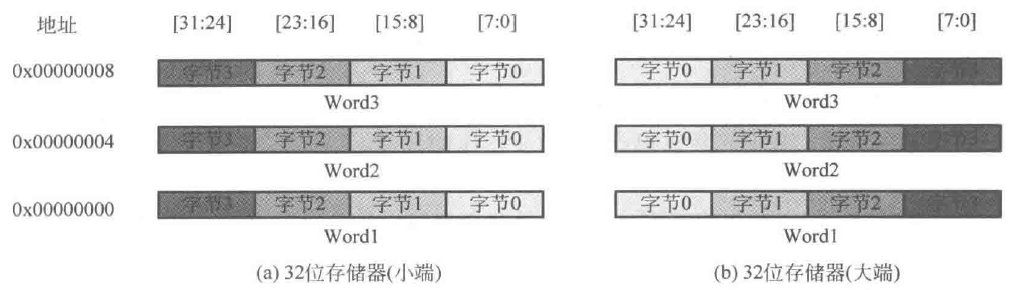 地址 [31:24] [23:16] [15:8] [7:0] [31:24] [23:16] [15:8] [7:0]
0x00000008 字节3 字节2 字节1 字节0 字节0 字节1 字节2 字节3
Word3 Word3
0x00000004 字节3 字节2 字节1 字节0 字节0 字节1 字节2 字节3
Word2 Word2
0x00000000 字节3 字节2 字节1 字节0 字节0 字节1 字节2
Word1 Word1
(a) 32位存储器(小端) (b) 32位存储器(大端)